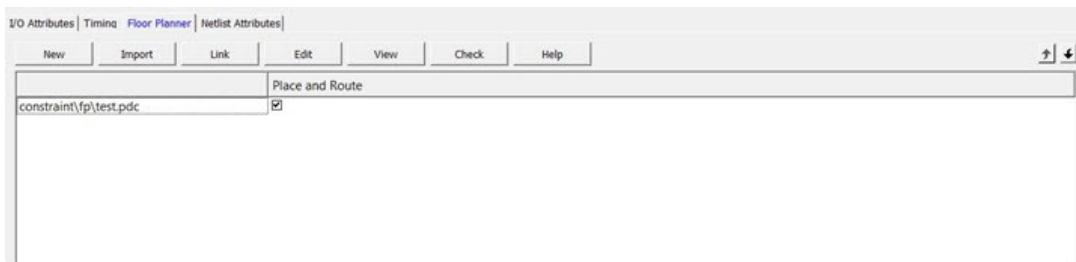 I/O Attributes Timing Floor Planner Netlist Attributes
New Import Link Edit View Check Help
Place and Route
constraint\fp\test.pdc